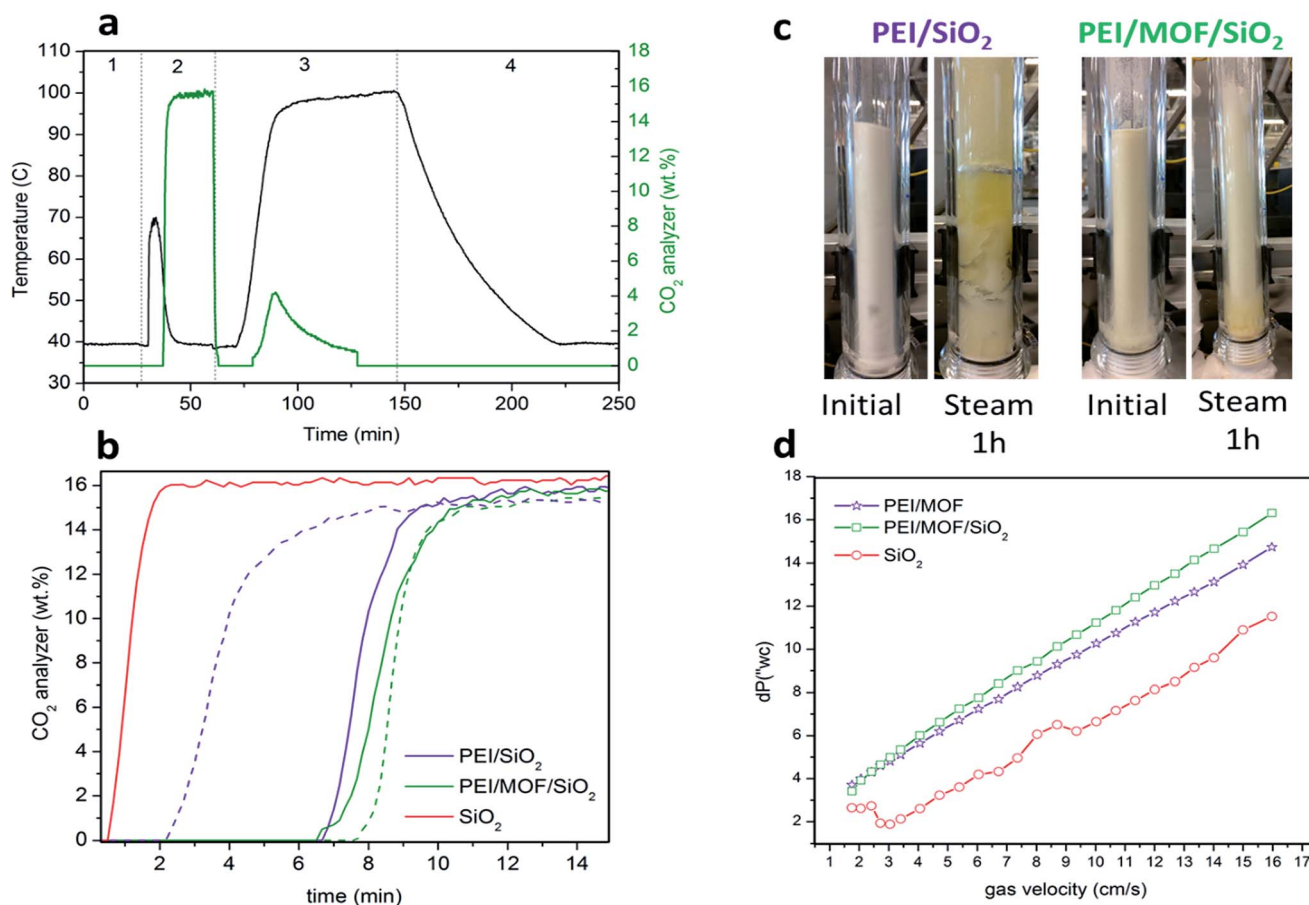 a
110
100
90
80
70
60
50
40
30
Temperature (C)
1
2
3
4
18
16
14
12
10
8
6
4
2
0
CO₂ analyzer (wt.%)
0 50 100 150 200 250
Time (min)
b
16
14
12
10
8
6
4
2
0
CO₂ analyzer (wt.%)
PEI/SiO₂
PEI/MOF/SiO₂
SiO₂
2 4 6 8 10 12 14
time (min)
c
PEI/SiO₂ PEI/MOF/SiO₂
Initial Steam Initial Steam
1h 1h
d
18
16
14
12
10
8
6
4
2
dP("wc)
PEI/MOF
PEI/MOF/SiO₂
SiO₂
1 2 3 4 5 6 7 8 9 10 11 12 13 14 15 16 17
gas velocity (cm/s)